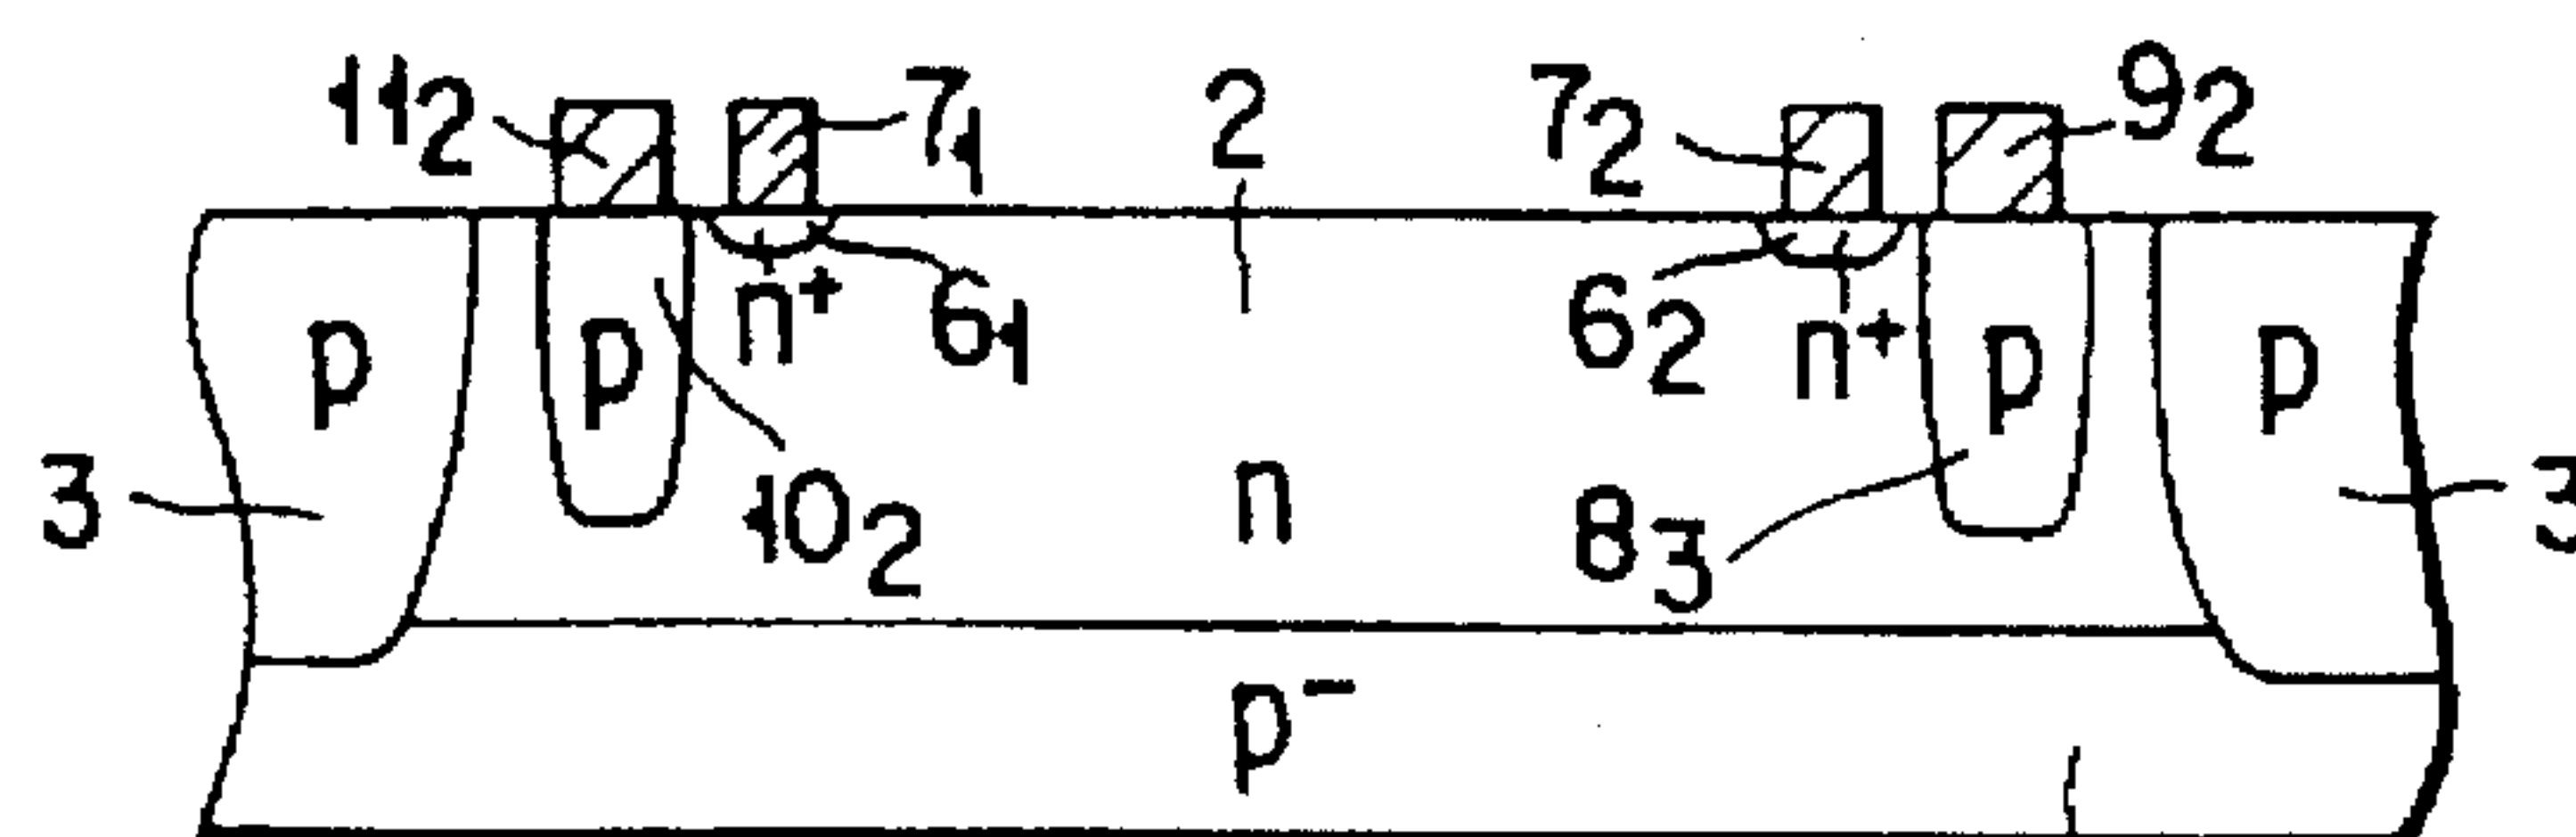 11₂ 7₁ 2 7₂ 9₂
n⁺ 6₁ 6₂ n⁺
p p p p
3 10₂ n 8₃ 3
p⁻